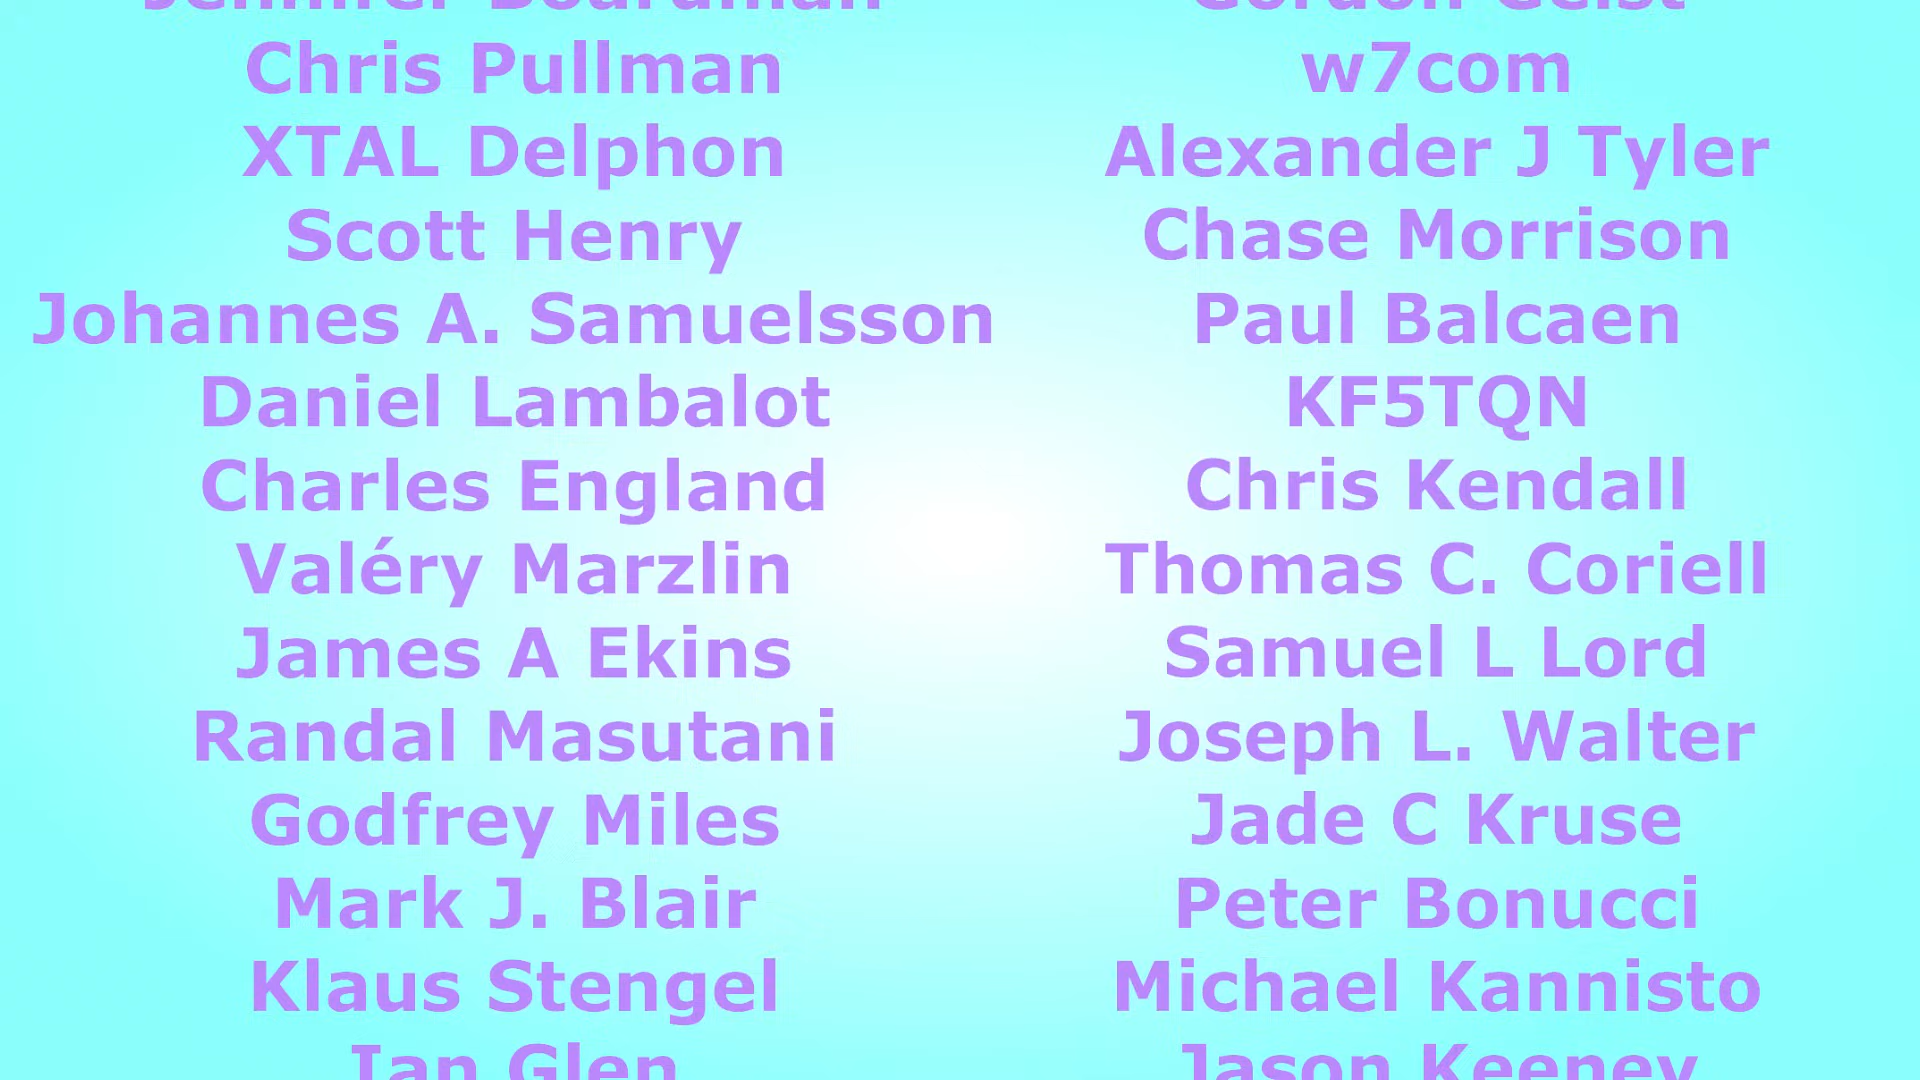 Jennifer Boardman
Gordon Geist
Chris Pullman
w7com
XTAL Delphon
Alexander J Tyler
Scott Henry
Chase Morrison
Johannes A. Samuelsson
Paul Balcaen
Daniel Lambalot
KF5TQN
Charles England
Chris Kendall
Valéry Marzlin
Thomas C. Coriell
James A Ekins
Samuel L Lord
Randal Masutani
Joseph L. Walter
Godfrey Miles
Jade C Kruse
Mark J. Blair
Peter Bonucci
Klaus Stengel
Michael Kannisto
Ian Glen
Jason Keeney